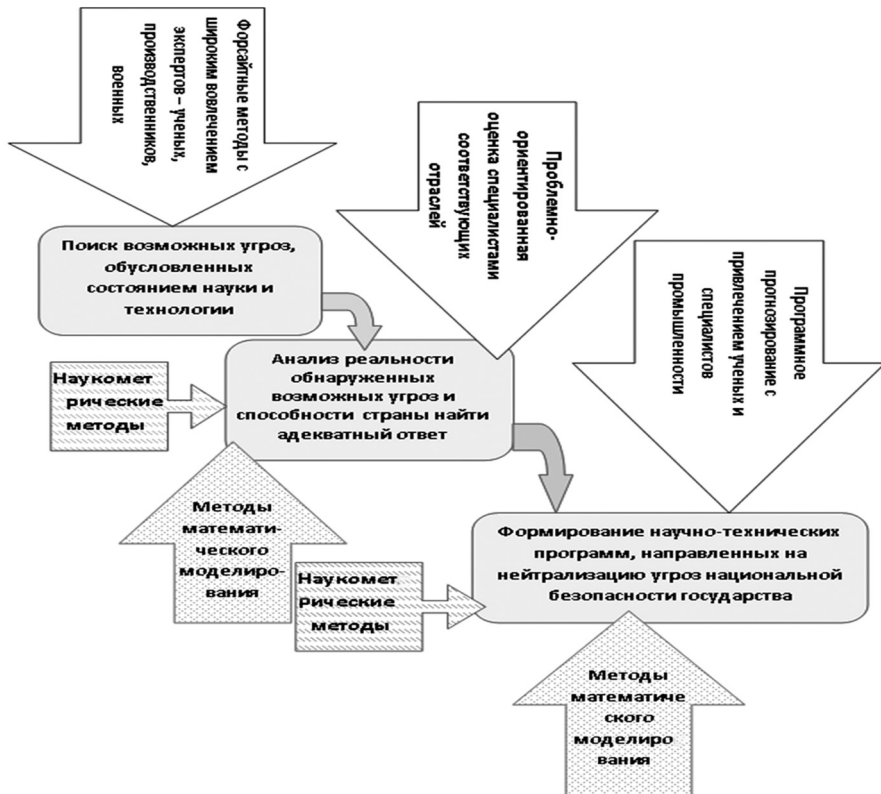 Форсайтные методы с
широким вовлечением
экспертов – ученых,
производственников,
военных
Проблемно-
ориентированная
оценка специалистами
соответствующих
отраслей
Программное
прогнозирование с
привлечением ученых и
специалистов
промышленности
Поиск возможных угроз,
обусловленных
состоянием науки и
технологии
Анализ реальности
обнаруженных
возможных угроз и
способности страны найти
адекватный ответ
Наукомет
рические
методы
Методы
математи-
ческого
моделиро-
вания
Формирование научно-технических
программ, направленных на
нейтрализацию угроз национальной
безопасности государства
Наукомет
рические
методы
Методы
математиче
ского
моделиро
вания